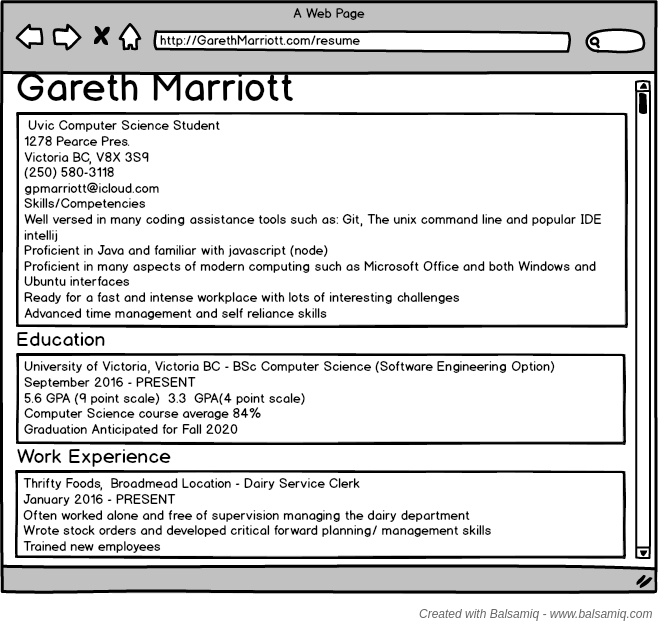 A Web Page
http://GarethMarriott.com/resume
Gareth Marriott
Uvic Computer Science Student
1278 Pearce Pres.
Victoria BC, V8X 3S9
(250) 580-3118
gpmarriott@icloud.com
Skills/Competencies
Well versed in many coding assistance tools such as: Git, The unix command line and popular IDE
intellij
Proficient in Java and familiar with javascript (node)
Proficient in many aspects of modern computing such as Microsoft Office and both Windows and
Ubuntu interfaces
Ready for a fast and intense workplace with lots of interesting challenges
Advanced time management and self reliance skills
Education
University of Victoria, Victoria BC - BSc Computer Science (Software Engineering Option)
September 2016 - PRESENT
5.6 GPA (9 point scale)  3.3  GPA(4 point scale)
Computer Science course average 84%
Graduation Anticipated for Fall 2020
Work Experience
Thrifty Foods,  Broadmead Location - Dairy Service Clerk
January 2016 - PRESENT
Often worked alone and free of supervision managing the dairy department
Wrote stock orders and developed critical forward planning/ management skills
Trained new employees
Created with Balsamiq - www.balsamiq.com